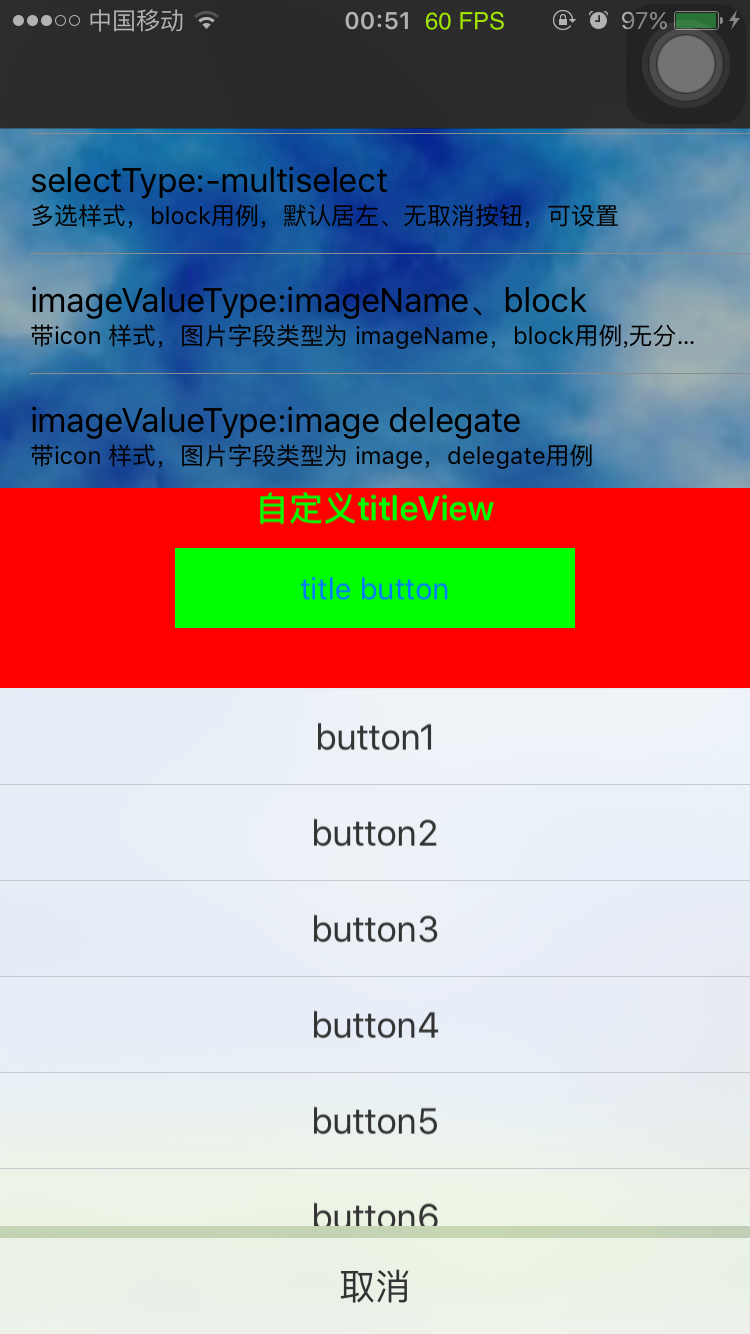 中国移动 00:51 60 FPS 97%
selectType:-multiselect
多选样式，block用例，默认居左、无取消按钮，可设置
imageValueType:imageName、block
带icon 样式，图片字段类型为 imageName，block用例,无分...
imageValueType:image delegate
带icon 样式，图片字段类型为 image，delegate用例
自定义titleView
title button
button1
button2
button3
button4
button5
button6
取消